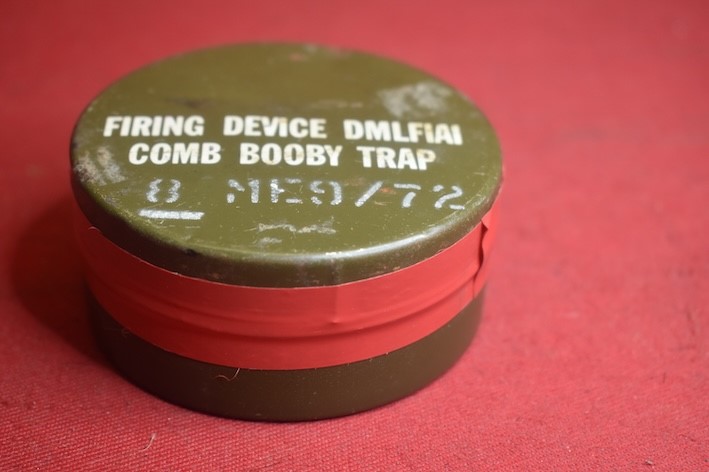 FIRING DEVICE DMLFIAI
COMB BOOBY TRAP
8 ME9/72